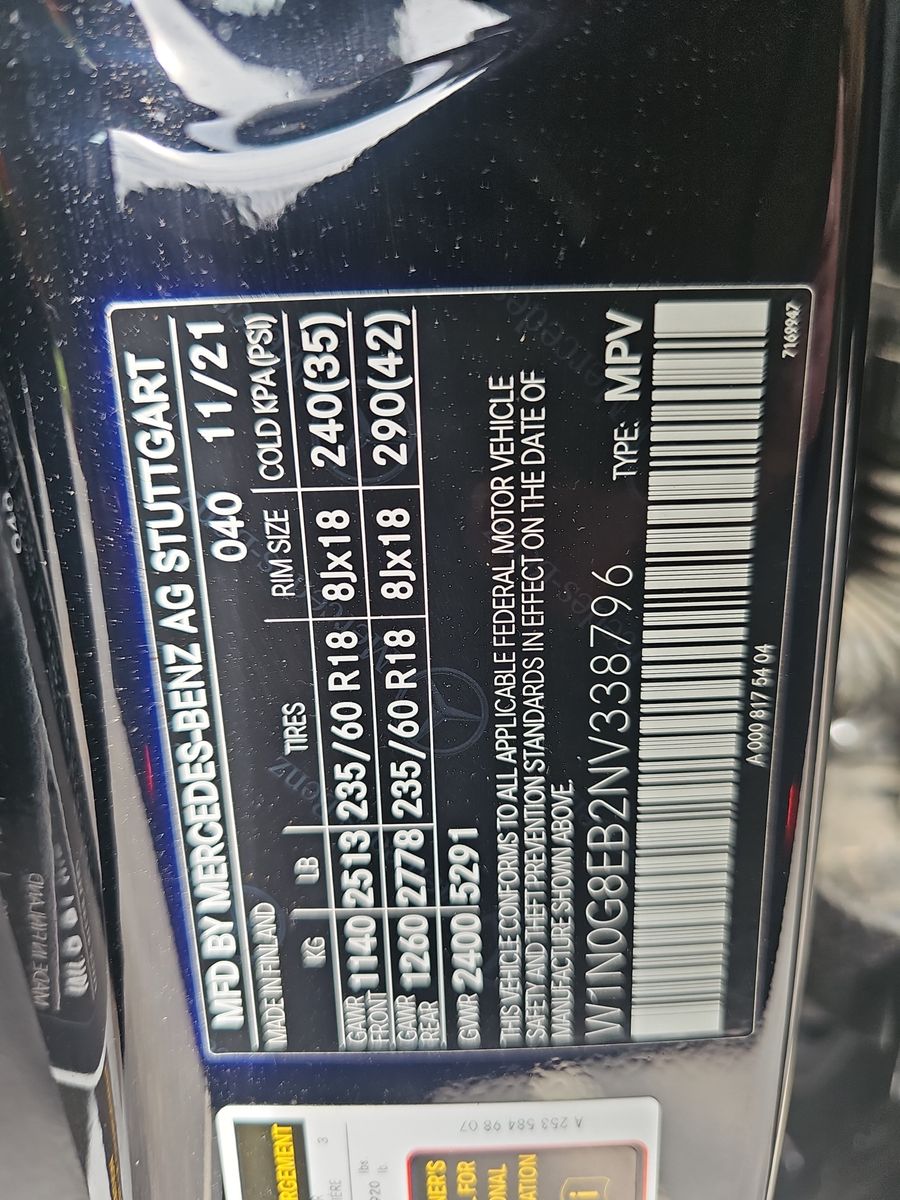 MFD BY MERCEDES-BENZ AG STUTTGART
MADE IN FINLAND 040 11/21
KG LB TIRES RIM SIZE COLD KPA(PSI)
GAWR FRONT 1140 2513 235/60 R18 8Jx18 240(35)
GAWR REAR 1260 2778 235/60 R18 8Jx18 290(42)
GVWR 2400 5291
THIS VEHICLE CONFORMS TO ALL APPLICABLE FEDERAL MOTOR VEHICLE
SAFETY AND THEFT PREVENTION STANDARDS IN EFFECT ON THE DATE OF
MANUFACTURE SHOWN ABOVE.
W1N0G8EB2NV338796 TYPE: MPV
A 000 817 54 04
7169947
A 253 584 98 07